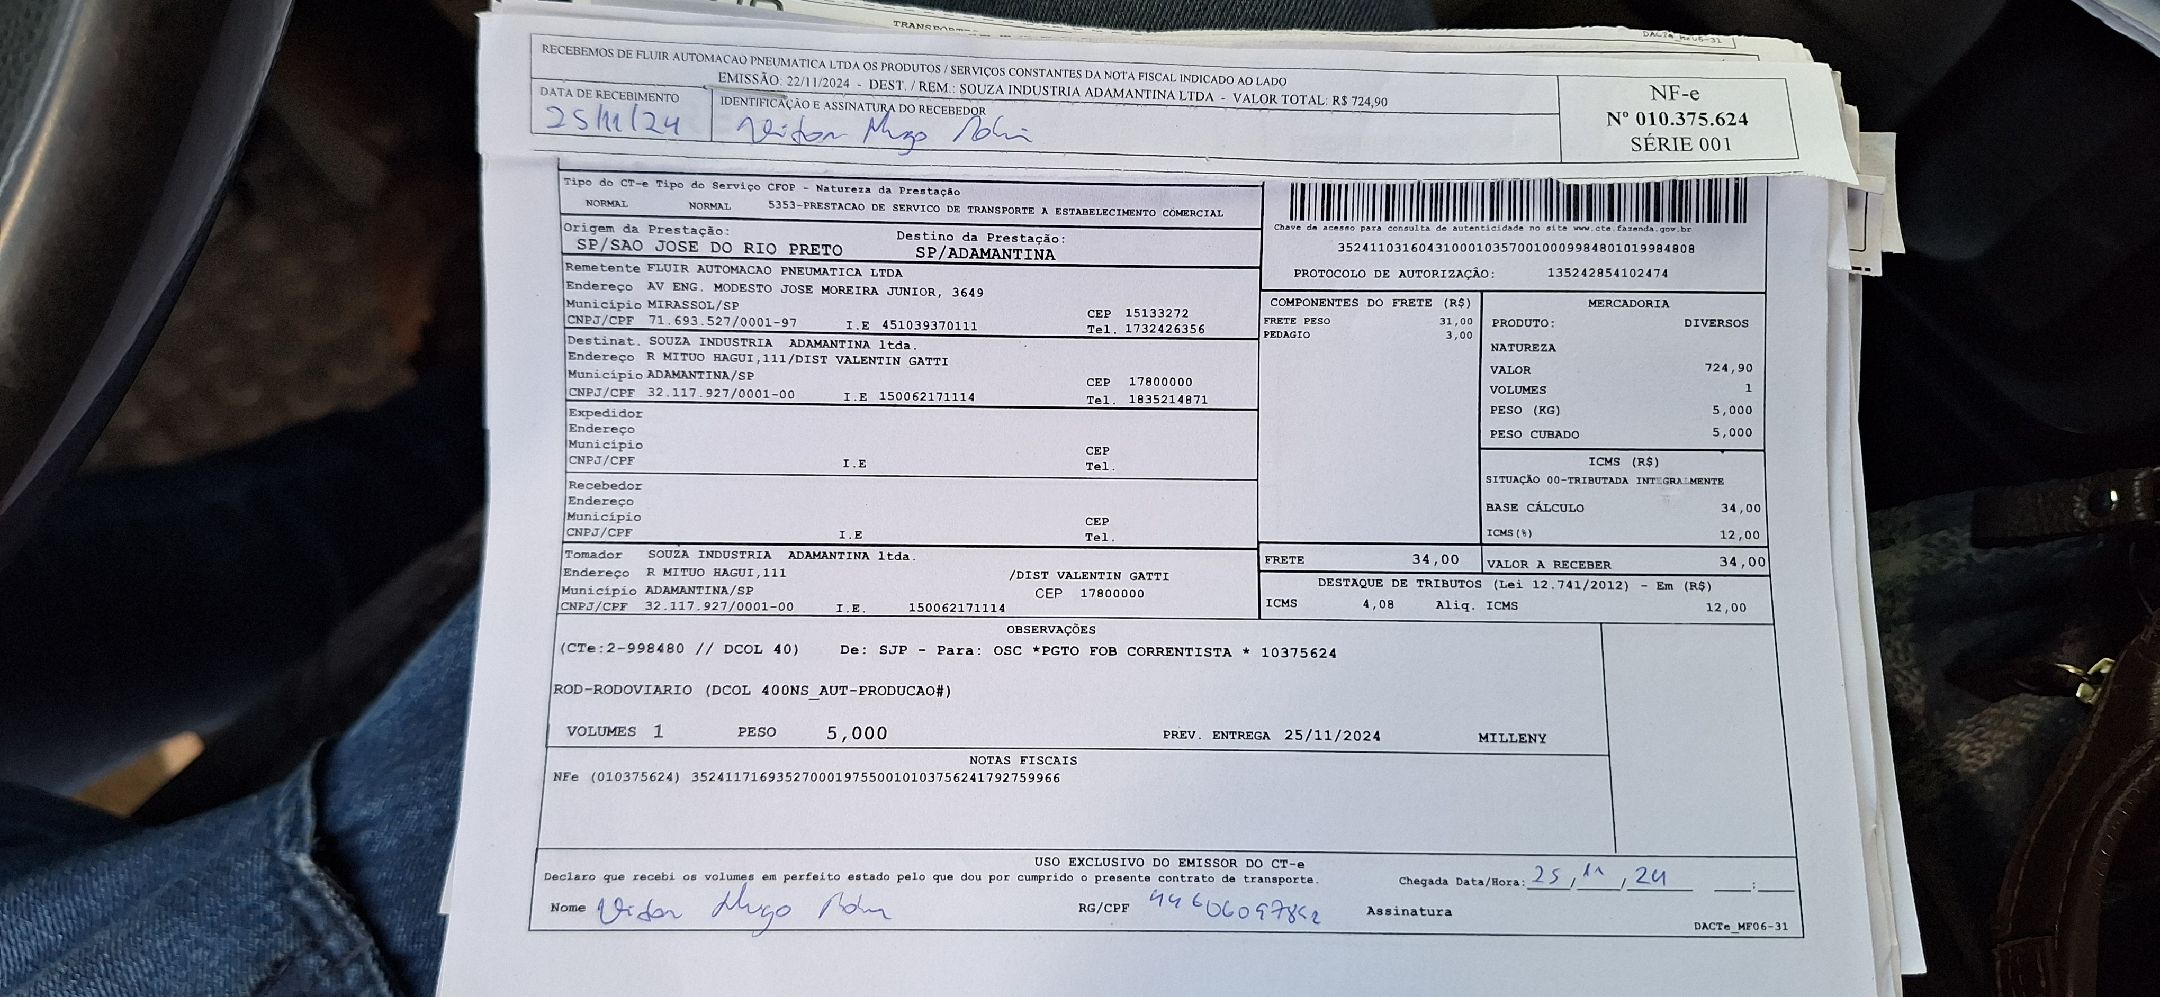 TRANSPORT
DACTe_MF06-31
RECEBEMOS DE FLUIR AUTOMACAO PNEUMATICA LTDA OS PRODUTOS / SERVIÇOS CONSTANTES DA NOTA FISCAL INDICADO AO LADO
EMISSÃO: 22/11/2024 - DEST. / REM.: SOUZA INDUSTRIA ADAMANTINA LTDA - VALOR TOTAL: R$ 724,90
DATA DE RECEBIMENTO
25/11/24
IDENTIFICAÇÃO E ASSINATURA DO RECEBEDOR
Victor Hugo
NF-e
Nº 010.375.624
SÉRIE 001
Tipo do CT-e Tipo do Serviço CFOP - Natureza da Prestação
NORMAL NORMAL 5353-PRESTACAO DE SERVICO DE TRANSPORTE A ESTABELECIMENTO COMERCIAL
Origem da Prestação:
SP/SAO JOSE DO RIO PRETO
Destino da Prestação:
SP/ADAMANTINA
Chave de acesso para consulta de autenticidade no site www.cte.fazenda.gov.br
35241103160431000103570010009984801019984808
PROTOCOLO DE AUTORIZAÇÃO: 135242854102474
Remetente FLUIR AUTOMACAO PNEUMATICA LTDA
Endereço AV ENG. MODESTO JOSE MOREIRA JUNIOR, 3649
Município MIRASSOL/SP CEP 15133272
CNPJ/CPF 71.693.527/0001-97 I.E 451039370111 Tel. 1732426356
Destinat. SOUZA INDUSTRIA ADAMANTINA ltda.
Endereço R MITUO HAGUI,111/DIST VALENTIN GATTI
Município ADAMANTINA/SP CEP 17800000
CNPJ/CPF 32.117.927/0001-00 I.E 150062171114 Tel. 1835214871
Expedidor
Endereço
Município CEP
CNPJ/CPF I.E Tel.
Recebedor
Endereço
Município CEP
CNPJ/CPF I.E Tel.
Tomador SOUZA INDUSTRIA ADAMANTINA ltda.
Endereço R MITUO HAGUI,111 /DIST VALENTIN GATTI
Município ADAMANTINA/SP CEP 17800000
CNPJ/CPF 32.117.927/0001-00 I.E. 150062171114
COMPONENTES DO FRETE (R$)
FRETE PESO 31,00
PEDAGIO 3,00
MERCADORIA
PRODUTO: DIVERSOS
NATUREZA
VALOR 724,90
VOLUMES 1
PESO (KG) 5,000
PESO CUBADO 5,000
ICMS (R$)
SITUAÇÃO 00-TRIBUTADA INTEGRALMENTE
BASE CÁLCULO 34,00
ICMS(%) 12,00
FRETE 34,00
VALOR A RECEBER 34,00
DESTAQUE DE TRIBUTOS (Lei 12.741/2012) - Em (R$)
ICMS 4,08 Aliq. ICMS 12,00
OBSERVAÇÕES
(CTe:2-998480 // DCOL 40) De: SJP - Para: OSC *PGTO FOB CORRENTISTA * 10375624
ROD-RODOVIARIO (DCOL 400NS_AUT-PRODUCAO#)
VOLUMES 1 PESO 5,000 PREV. ENTREGA 25/11/2024 MILLENY
NOTAS FISCAIS
NFe (010375624) 35241171693527000197550010103756241792759966
USO EXCLUSIVO DO EMISSOR DO CT-e
Declaro que recebi os volumes em perfeito estado pelo que dou por cumprido o presente contrato de transporte. Chegada Data/Hora: 25/11/24 :
Nome Victor Hugo RG/CPF Assinatura
DACTe_MF06-31